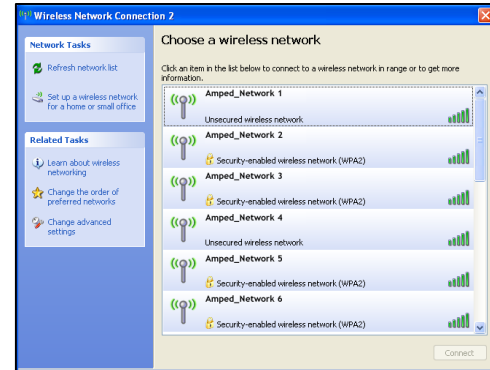 Wireless Network Connection 2
Network Tasks
Refresh network list
Set up a wireless network
for a home or small office
Related Tasks
Learn about wireless
networking
Change the order of
preferred networks
Change advanced
settings
Choose a wireless network
Click an item in the list below to connect to a wireless network in range or to get more
information.
Amped_Network 1
Unsecured wireless network
Amped_Network 2
Security-enabled wireless network (WPA2)
Amped_Network 3
Security-enabled wireless network (WPA2)
Amped_Network 4
Unsecured wireless network
Amped_Network 5
Security-enabled wireless network (WPA2)
Amped_Network 6
Security-enabled wireless network (WPA2)
Connect